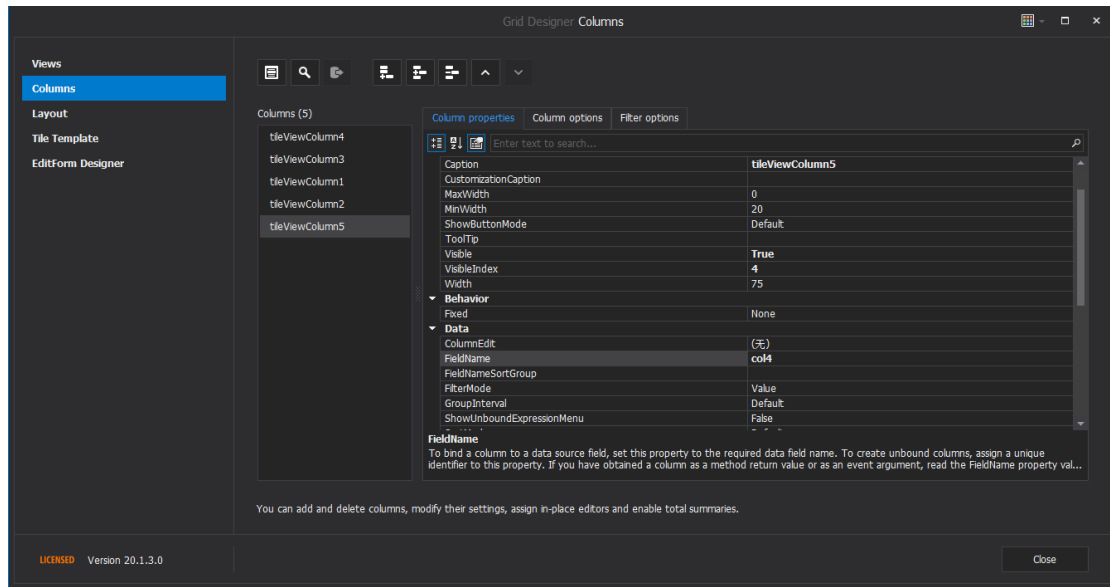 Grid Designer Columns
Views
Columns
Layout
Tile Template
EditForm Designer
Columns (5)
tileViewColumn4
tileViewColumn3
tileViewColumn1
tileViewColumn2
tileViewColumn5
Column properties Column options Filter options
Enter text to search...
Caption tileViewColumn5
CustomizationCaption
MaxWidth 0
MinWidth 20
ShowButtonMode Default
ToolTip
Visible True
VisibleIndex 4
Width 75
Behavior
Fixed None
Data
ColumnEdit (无)
FieldName col4
FieldNameSortGroup
FilterMode Value
GroupInterval Default
ShowUnboundExpressionMenu False
FieldName
To bind a column to a data source field, set this property to the required data field name. To create unbound columns, assign a unique
identifier to this property. If you have obtained a column as a method return value or as an event argument, read the FieldName property val...
You can add and delete columns, modify their settings, assign in-place editors and enable total summaries.
LICENSED Version 20.1.3.0
Close